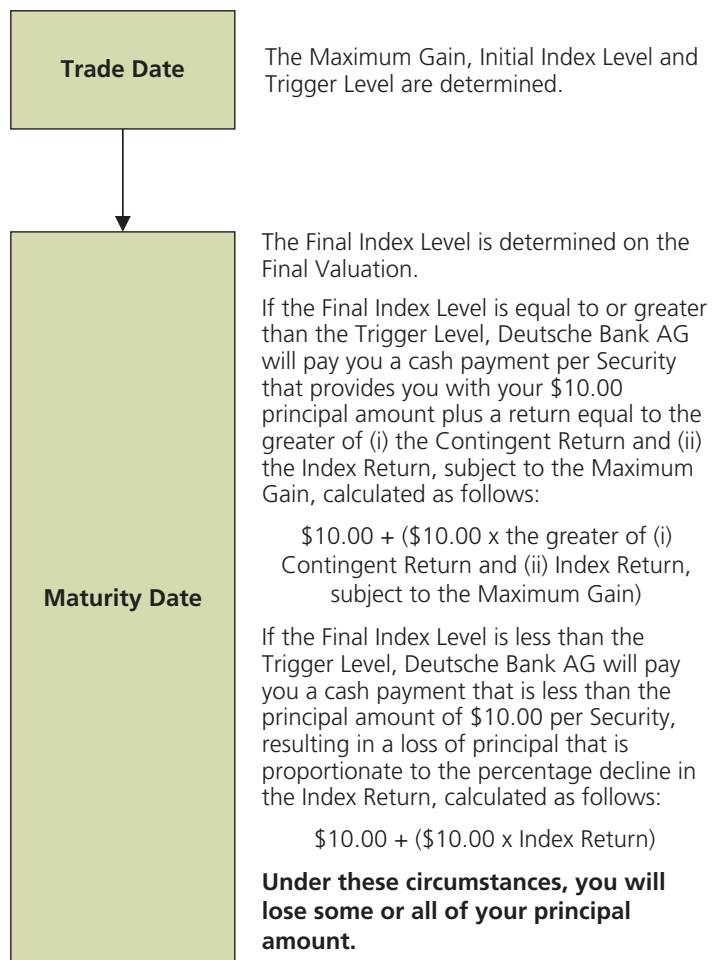 Trade Date
The Maximum Gain, Initial Index Level and
Trigger Level are determined.
Maturity Date
The Final Index Level is determined on the
Final Valuation.
If the Final Index Level is equal to or greater
than the Trigger Level, Deutsche Bank AG
will pay you a cash payment per Security
that provides you with your $10.00
principal amount plus a return equal to the
greater of (i) the Contingent Return and (ii)
the Index Return, subject to the Maximum
Gain, calculated as follows:
$10.00 + ($10.00 x the greater of (i)
Contingent Return and (ii) Index Return,
subject to the Maximum Gain)
If the Final Index Level is less than the
Trigger Level, Deutsche Bank AG will pay
you a cash payment that is less than the
principal amount of $10.00 per Security,
resulting in a loss of principal that is
proportionate to the percentage decline in
the Index Return, calculated as follows:
$10.00 + ($10.00 x Index Return)
Under these circumstances, you will
lose some or all of your principal
amount.